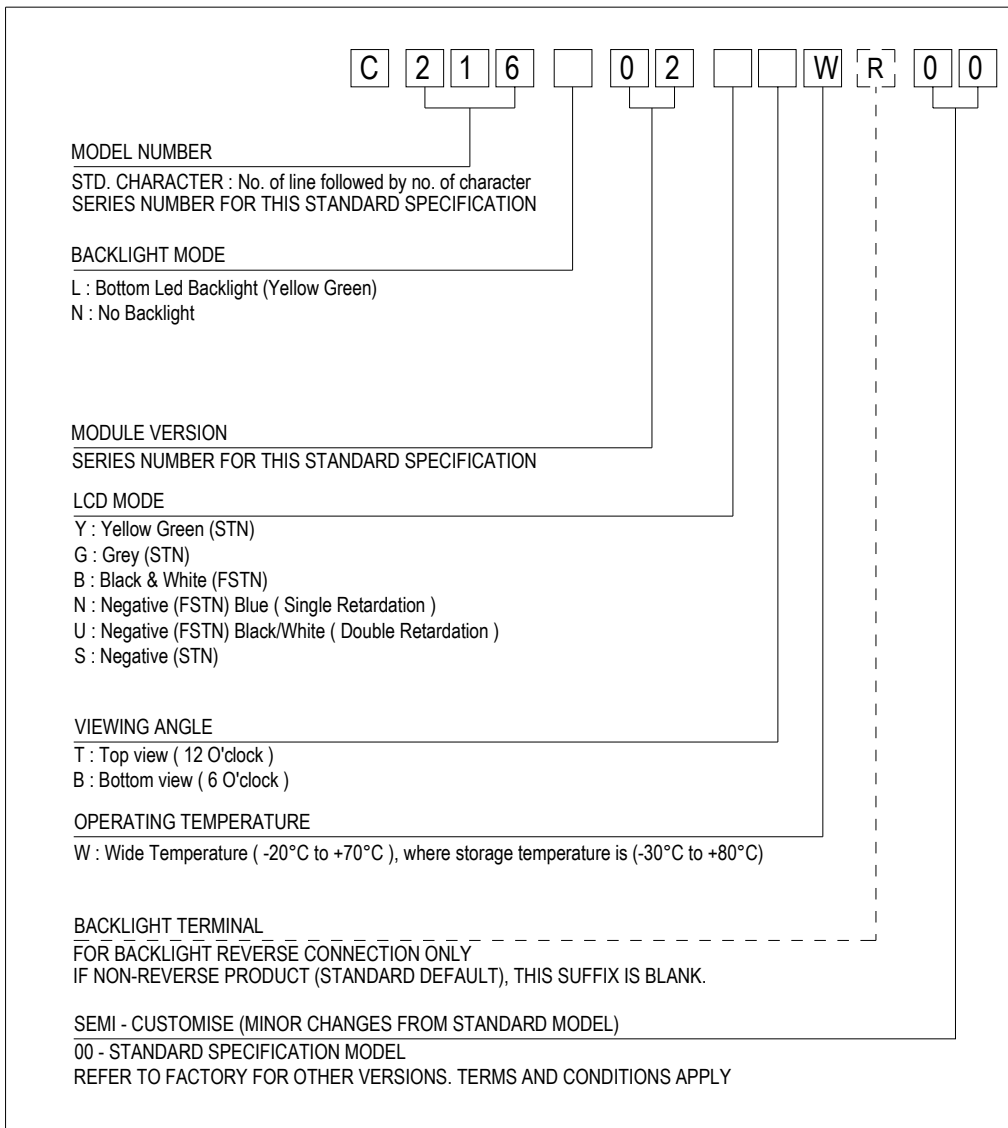 C 2 1 6 0 2 W R 0 0
MODEL NUMBER
STD. CHARACTER : No. of line followed by no. of character
SERIES NUMBER FOR THIS STANDARD SPECIFICATION
BACKLIGHT MODE
L : Bottom Led Backlight (Yellow Green)
N : No Backlight
MODULE VERSION
SERIES NUMBER FOR THIS STANDARD SPECIFICATION
LCD MODE
Y : Yellow Green (STN)
G : Grey (STN)
B : Black & White (FSTN)
N : Negative (FSTN) Blue ( Single Retardation )
U : Negative (FSTN) Black/White ( Double Retardation )
S : Negative (STN)
VIEWING ANGLE
T : Top view ( 12 O'clock )
B : Bottom view ( 6 O'clock )
OPERATING TEMPERATURE
W : Wide Temperature ( -20°C to +70°C ), where storage temperature is (-30°C to +80°C)
BACKLIGHT TERMINAL
FOR BACKLIGHT REVERSE CONNECTION ONLY
IF NON-REVERSE PRODUCT (STANDARD DEFAULT), THIS SUFFIX IS BLANK.
SEMI - CUSTOMISE (MINOR CHANGES FROM STANDARD MODEL)
00 - STANDARD SPECIFICATION MODEL
REFER TO FACTORY FOR OTHER VERSIONS. TERMS AND CONDITIONS APPLY